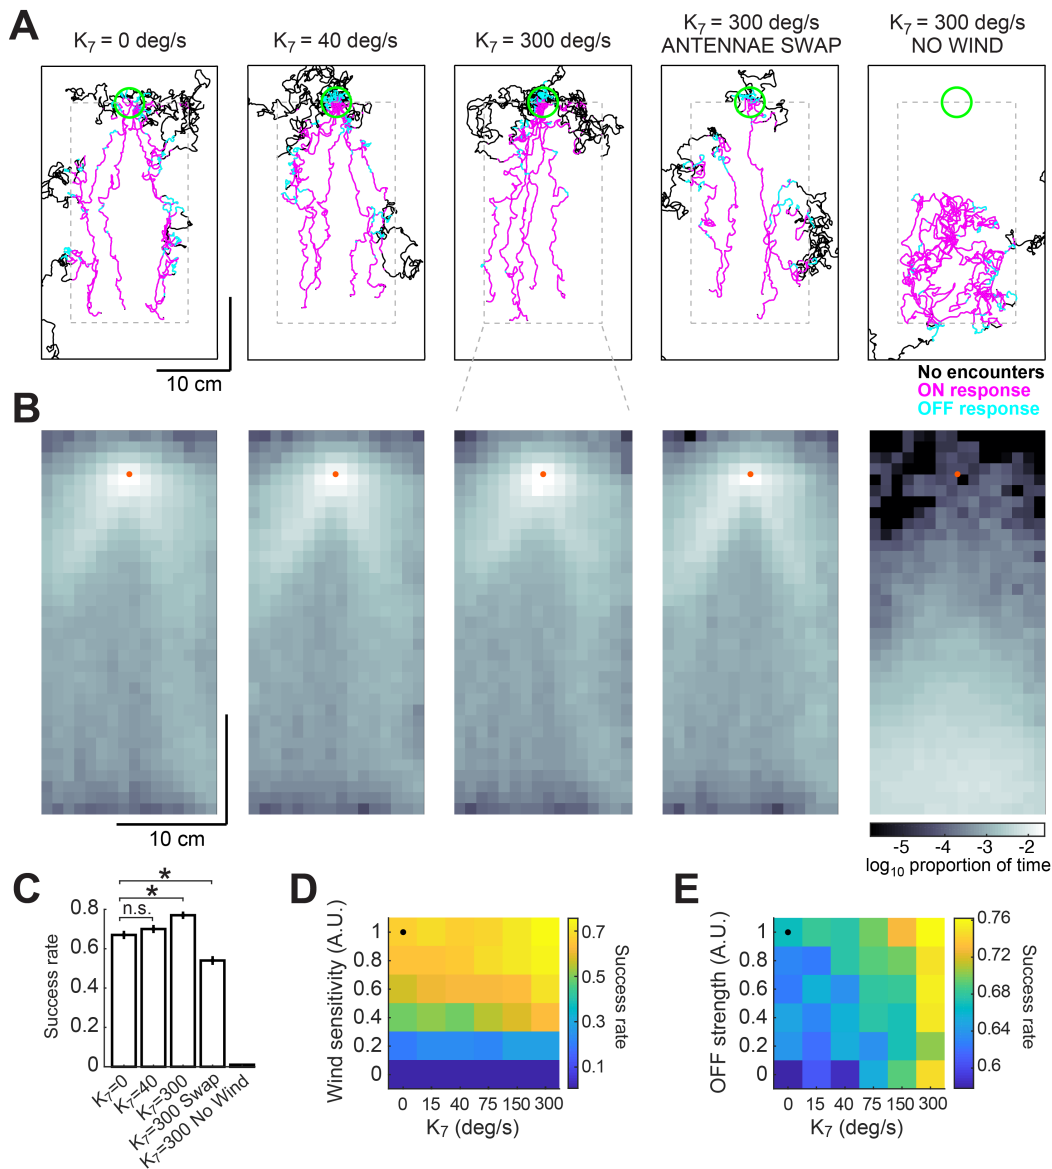 A
K7 = 0 deg/s
K7 = 40 deg/s
K7 = 300 deg/s
K7 = 300 deg/s
ANTENNAE SWAP
K7 = 300 deg/s
NO WIND
10 cm
No encounters
ON response
OFF response
B
10 cm
-5 -4 -3 -2
log10 proportion of time
C
Success rate
0.8
0.6
0.4
0.2
0
n.s.
*
*
K7=0
K7=40
K7=300
K7=300 Swap
K7=300 No Wind
D
Wind sensitivity (A.U.)
1
0.8
0.6
0.4
0.2
0
0 15 40 75 150 300
K7 (deg/s)
0.7
0.5
0.3
0.1
Success rate
E
OFF strength (A.U.)
1
0.8
0.6
0.4
0.2
0
0 15 40 75 150 300
K7 (deg/s)
0.76
0.72
0.68
0.64
0.6
Success rate